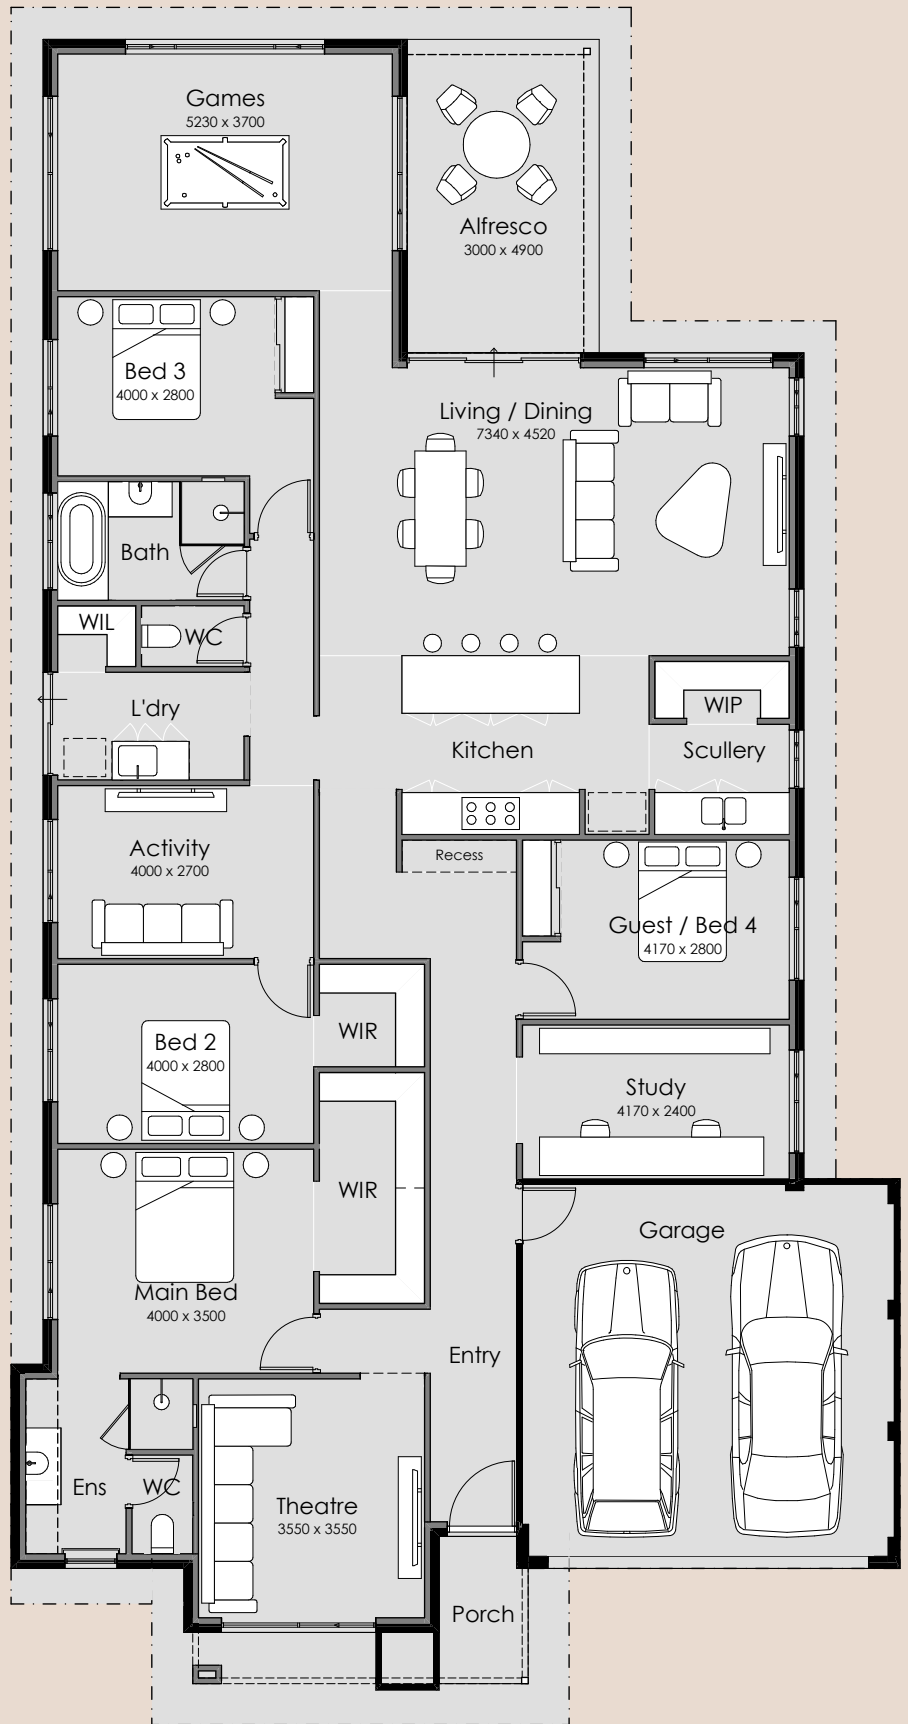 Games
5230 x 3700
Alfresco
3000 x 4900
Bed 3
4000 x 2800
Living / Dining
7340 x 4520
Bath
WIL
WC
L'dry
WIP
Kitchen
Scullery
Activity
4000 x 2700
Recess
Guest / Bed 4
4170 x 2800
Bed 2
4000 x 2800
WIR
Study
4170 x 2400
WIR
Garage
Main Bed
4000 x 3500
Entry
Ens
WC
Theatre
3550 x 3550
Porch